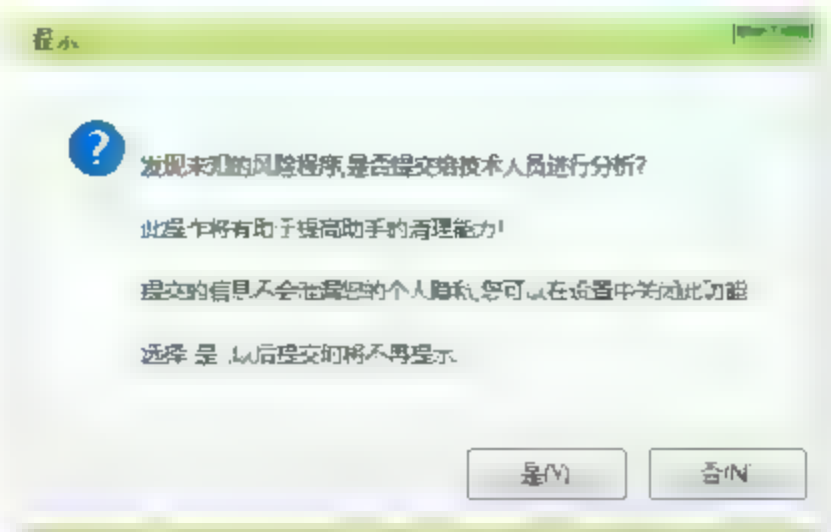 提示
发现未知的风险程序,是否提交给技术人员进行分析?
此操作将有助于提高助手的清理能力!
提交的信息不会泄漏您的个人隐私,您可以在设置中关闭此功能
选择 是 ,以后提交时将不再提示
是(Y)
否(N)